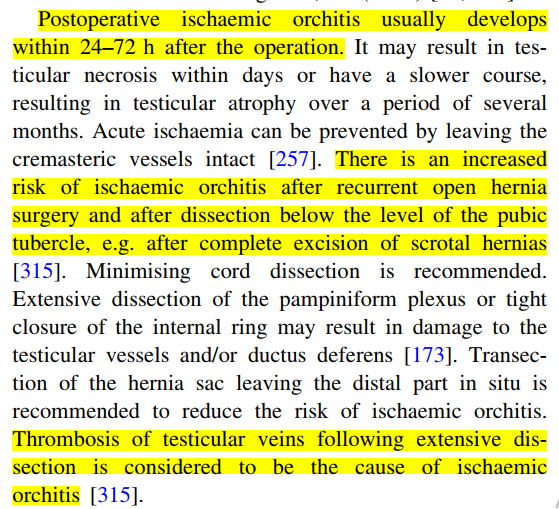 Postoperative ischaemic orchitis usually develops
within 24–72 h after the operation. It may result in tes-
ticular necrosis within days or have a slower course,
resulting in testicular atrophy over a period of several
months. Acute ischaemia can be prevented by leaving the
cremasteric vessels intact [257]. There is an increased
risk of ischaemic orchitis after recurrent open hernia
surgery and after dissection below the level of the pubic
tubercle, e.g. after complete excision of scrotal hernias
[315]. Minimising cord dissection is recommended.
Extensive dissection of the pampiniform plexus or tight
closure of the internal ring may result in damage to the
testicular vessels and/or ductus deferens [173]. Transec-
tion of the hernia sac leaving the distal part in situ is
recommended to reduce the risk of ischaemic orchitis.
Thrombosis of testicular veins following extensive dis-
section is considered to be the cause of ischaemic
orchitis [315].